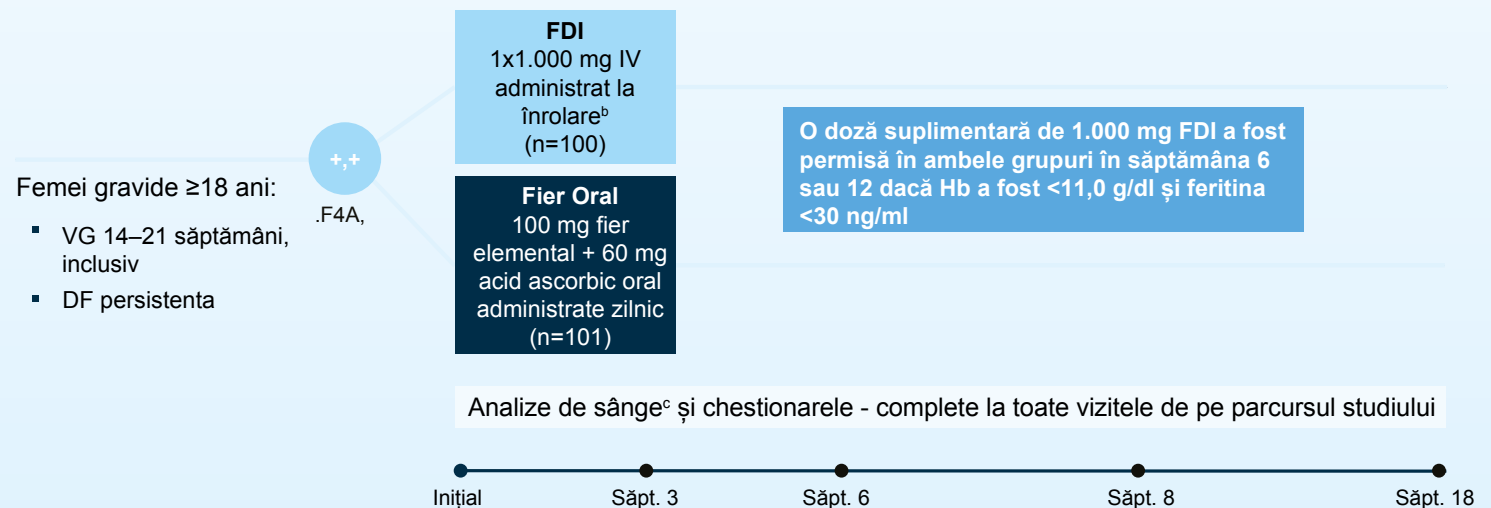 Femei gravide ≥18 ani:
▪ VG 14–21 săptămâni,
inclusiv
▪ DF persistenta
+,+
.F4A,
FDI
1x1.000 mg IV
administrat la
înrolareᵇ
(n=100)
Fier Oral
100 mg fier
elemental + 60 mg
acid ascorbic oral
administrate zilnic
(n=101)
O doză suplimentară de 1.000 mg FDI a fost
permisă în ambele grupuri în săptămâna 6
sau 12 dacă Hb a fost <11,0 g/dl și feritina
<30 ng/ml
Analize de sângeᶜ și chestionarele - complete la toate vizitele de pe parcursul studiului
Inițial Săpt. 3 Săpt. 6 Săpt. 8 Săpt. 18